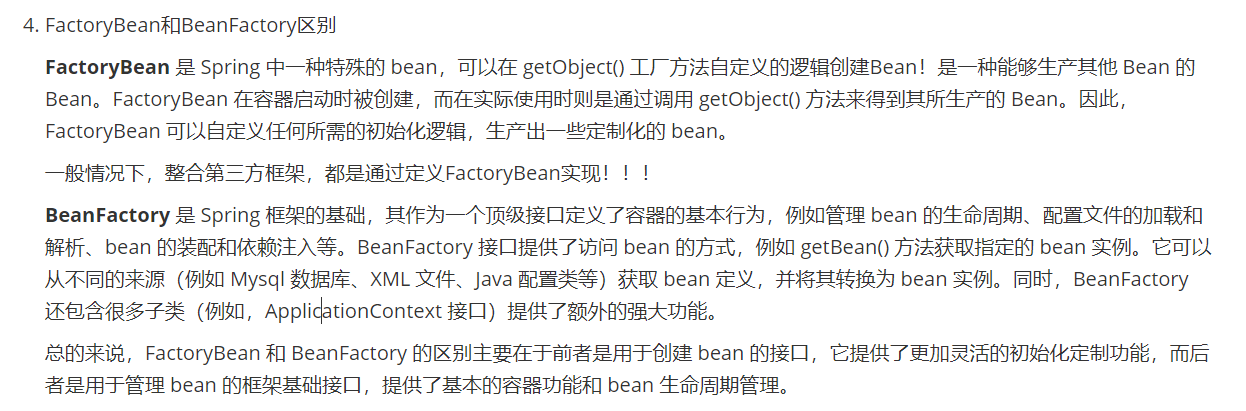 4. FactoryBean和BeanFactory区别
FactoryBean 是 Spring 中一种特殊的 bean，可以在 getObject() 工厂方法自定义的逻辑创建Bean！是一种能够生产其他 Bean 的
Bean。FactoryBean 在容器启动时被创建，而在实际使用时则是通过调用 getObject() 方法来得到其所生产的 Bean。因此，
FactoryBean 可以自定义任何所需的初始化逻辑，生产出一些定制化的 bean。
一般情况下，整合第三方框架，都是通过定义FactoryBean实现！！！
BeanFactory 是 Spring 框架的基础，其作为一个顶级接口定义了容器的基本行为，例如管理 bean 的生命周期、配置文件的加载和
解析、bean 的装配和依赖注入等。BeanFactory 接口提供了访问 bean 的方式，例如 getBean() 方法获取指定的 bean 实例。它可以
从不同的来源（例如 Mysql 数据库、XML 文件、Java 配置类等）获取 bean 定义，并将其转换为 bean 实例。同时，BeanFactory
还包含很多子类（例如，ApplicationContext 接口）提供了额外的强大功能。
总的来说，FactoryBean 和 BeanFactory 的区别主要在于前者是用于创建 bean 的接口，它提供了更加灵活的初始化定制功能，而后
者是用于管理 bean 的框架基础接口，提供了基本的容器功能和 bean 生命周期管理。